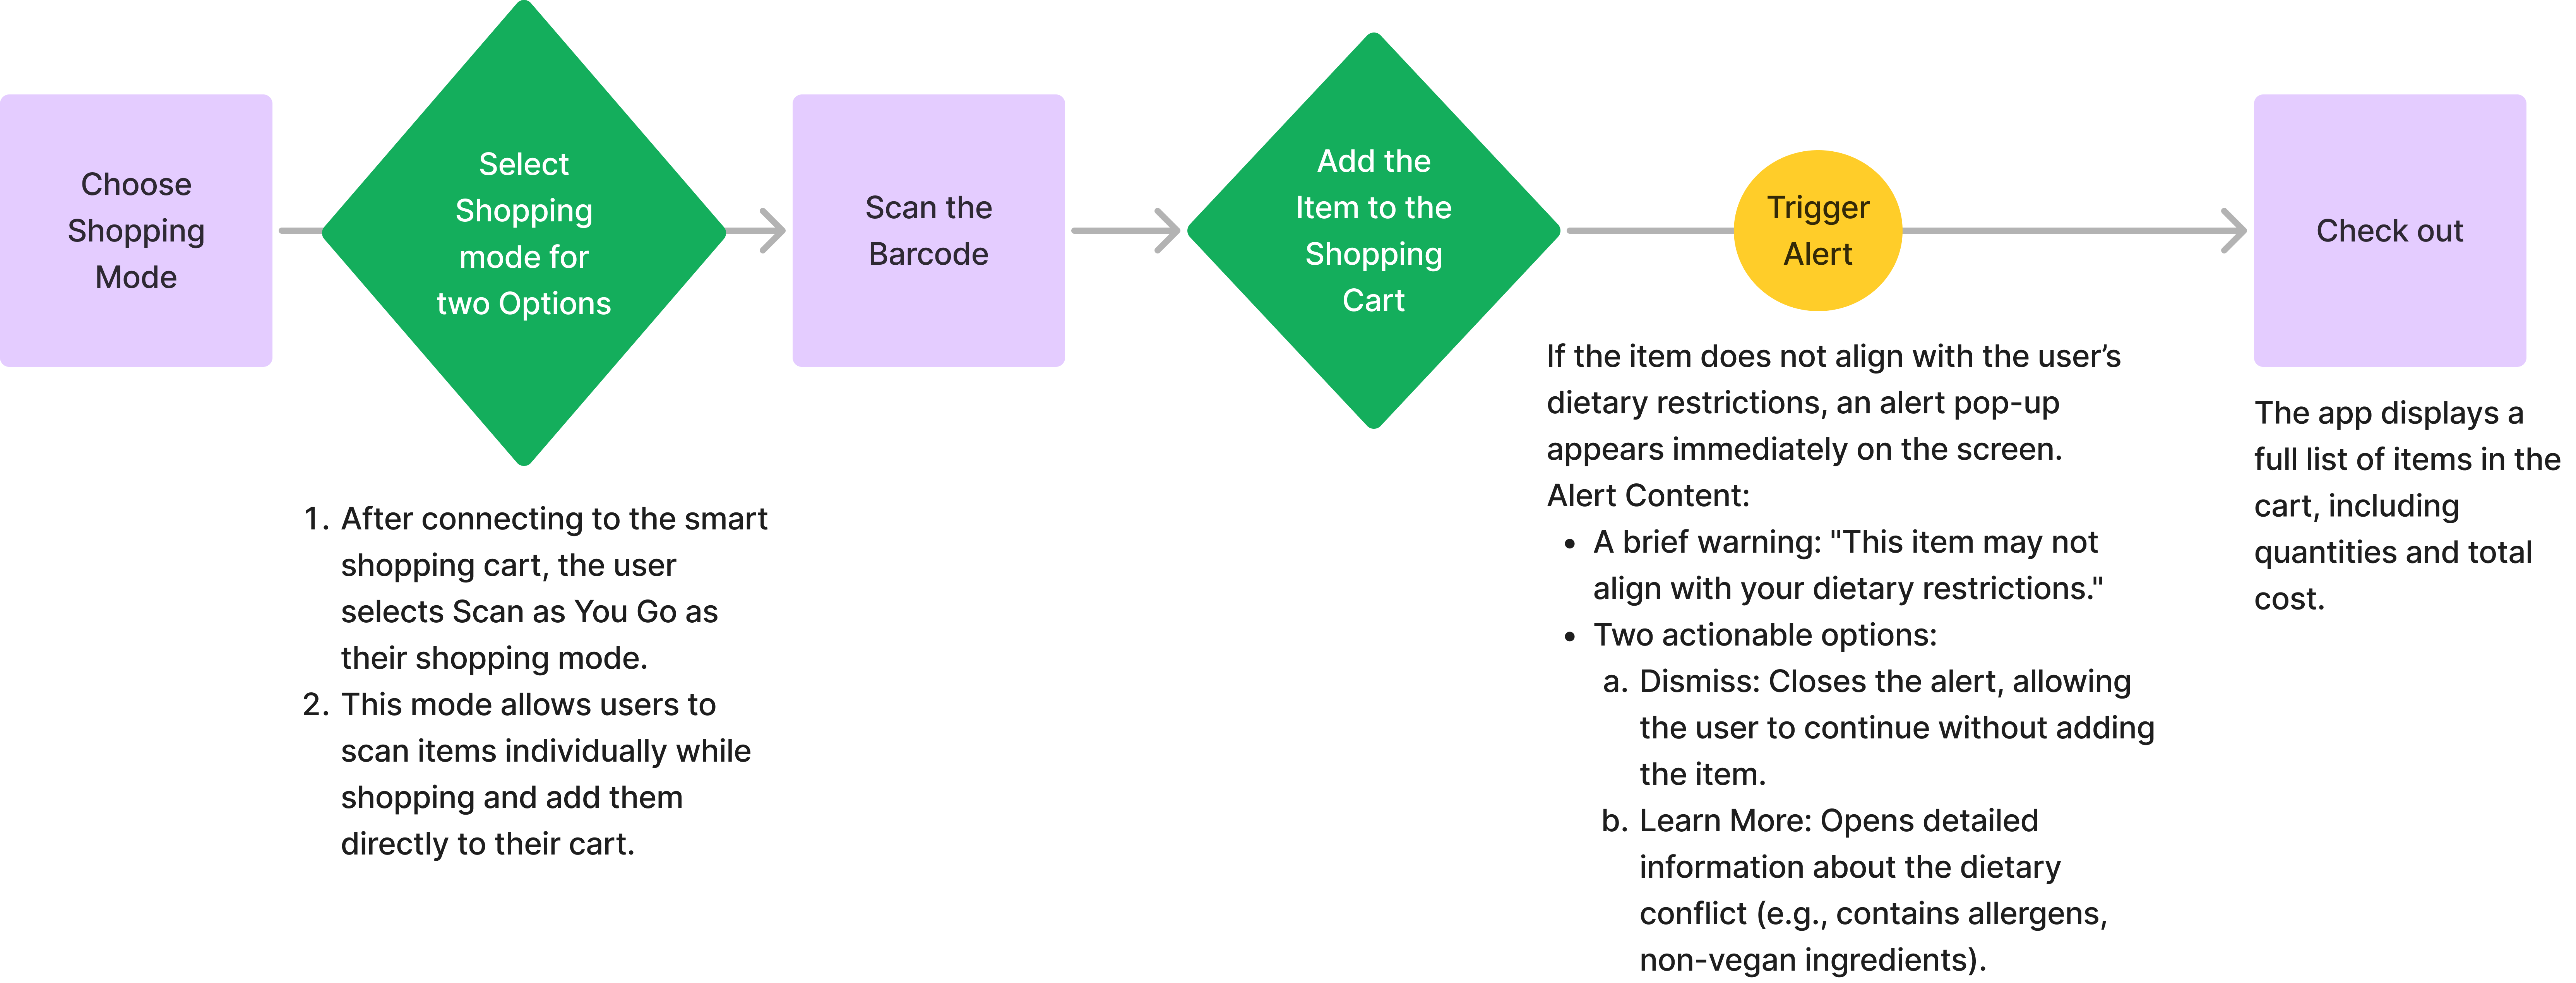 Choose
Shopping
Mode
Select
Shopping
mode for
two Options
Scan the
Barcode
Add the
Item to the
Shopping
Cart
Trigger
Alert
Check out
1. After connecting to the smart
shopping cart, the user
selects Scan as You Go as
their shopping mode.
2. This mode allows users to
scan items individually while
shopping and add them
directly to their cart.
If the item does not align with the user’s
dietary restrictions, an alert pop-up
appears immediately on the screen.
Alert Content:
• A brief warning: "This item may not
align with your dietary restrictions."
• Two actionable options:
a. Dismiss: Closes the alert, allowing
the user to continue without adding
the item.
b. Learn More: Opens detailed
information about the dietary
conflict (e.g., contains allergens,
non-vegan ingredients).
The app displays a
full list of items in the
cart, including
quantities and total
cost.